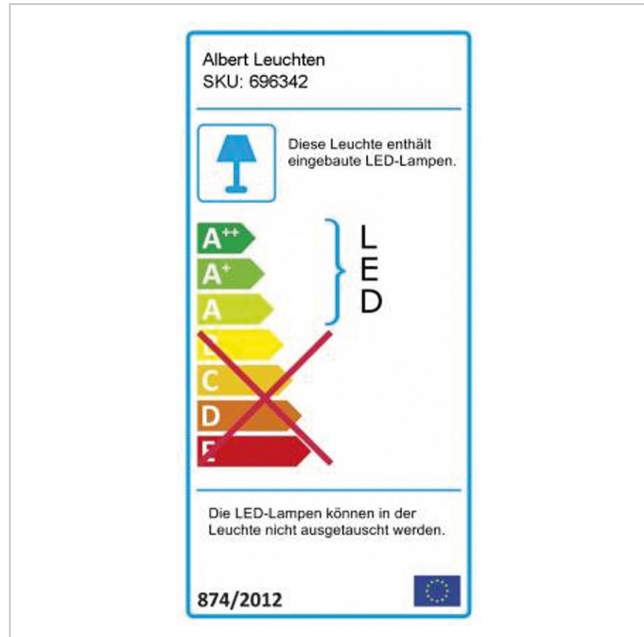 Albert Leuchten
SKU: 696342
Diese Leuchte enthält
eingebaute LED-Lampen.
A++
A+
A
B
C
D
E
L
E
D
Die LED-Lampen können in der
Leuchte nicht ausgetauscht werden.
874/2012